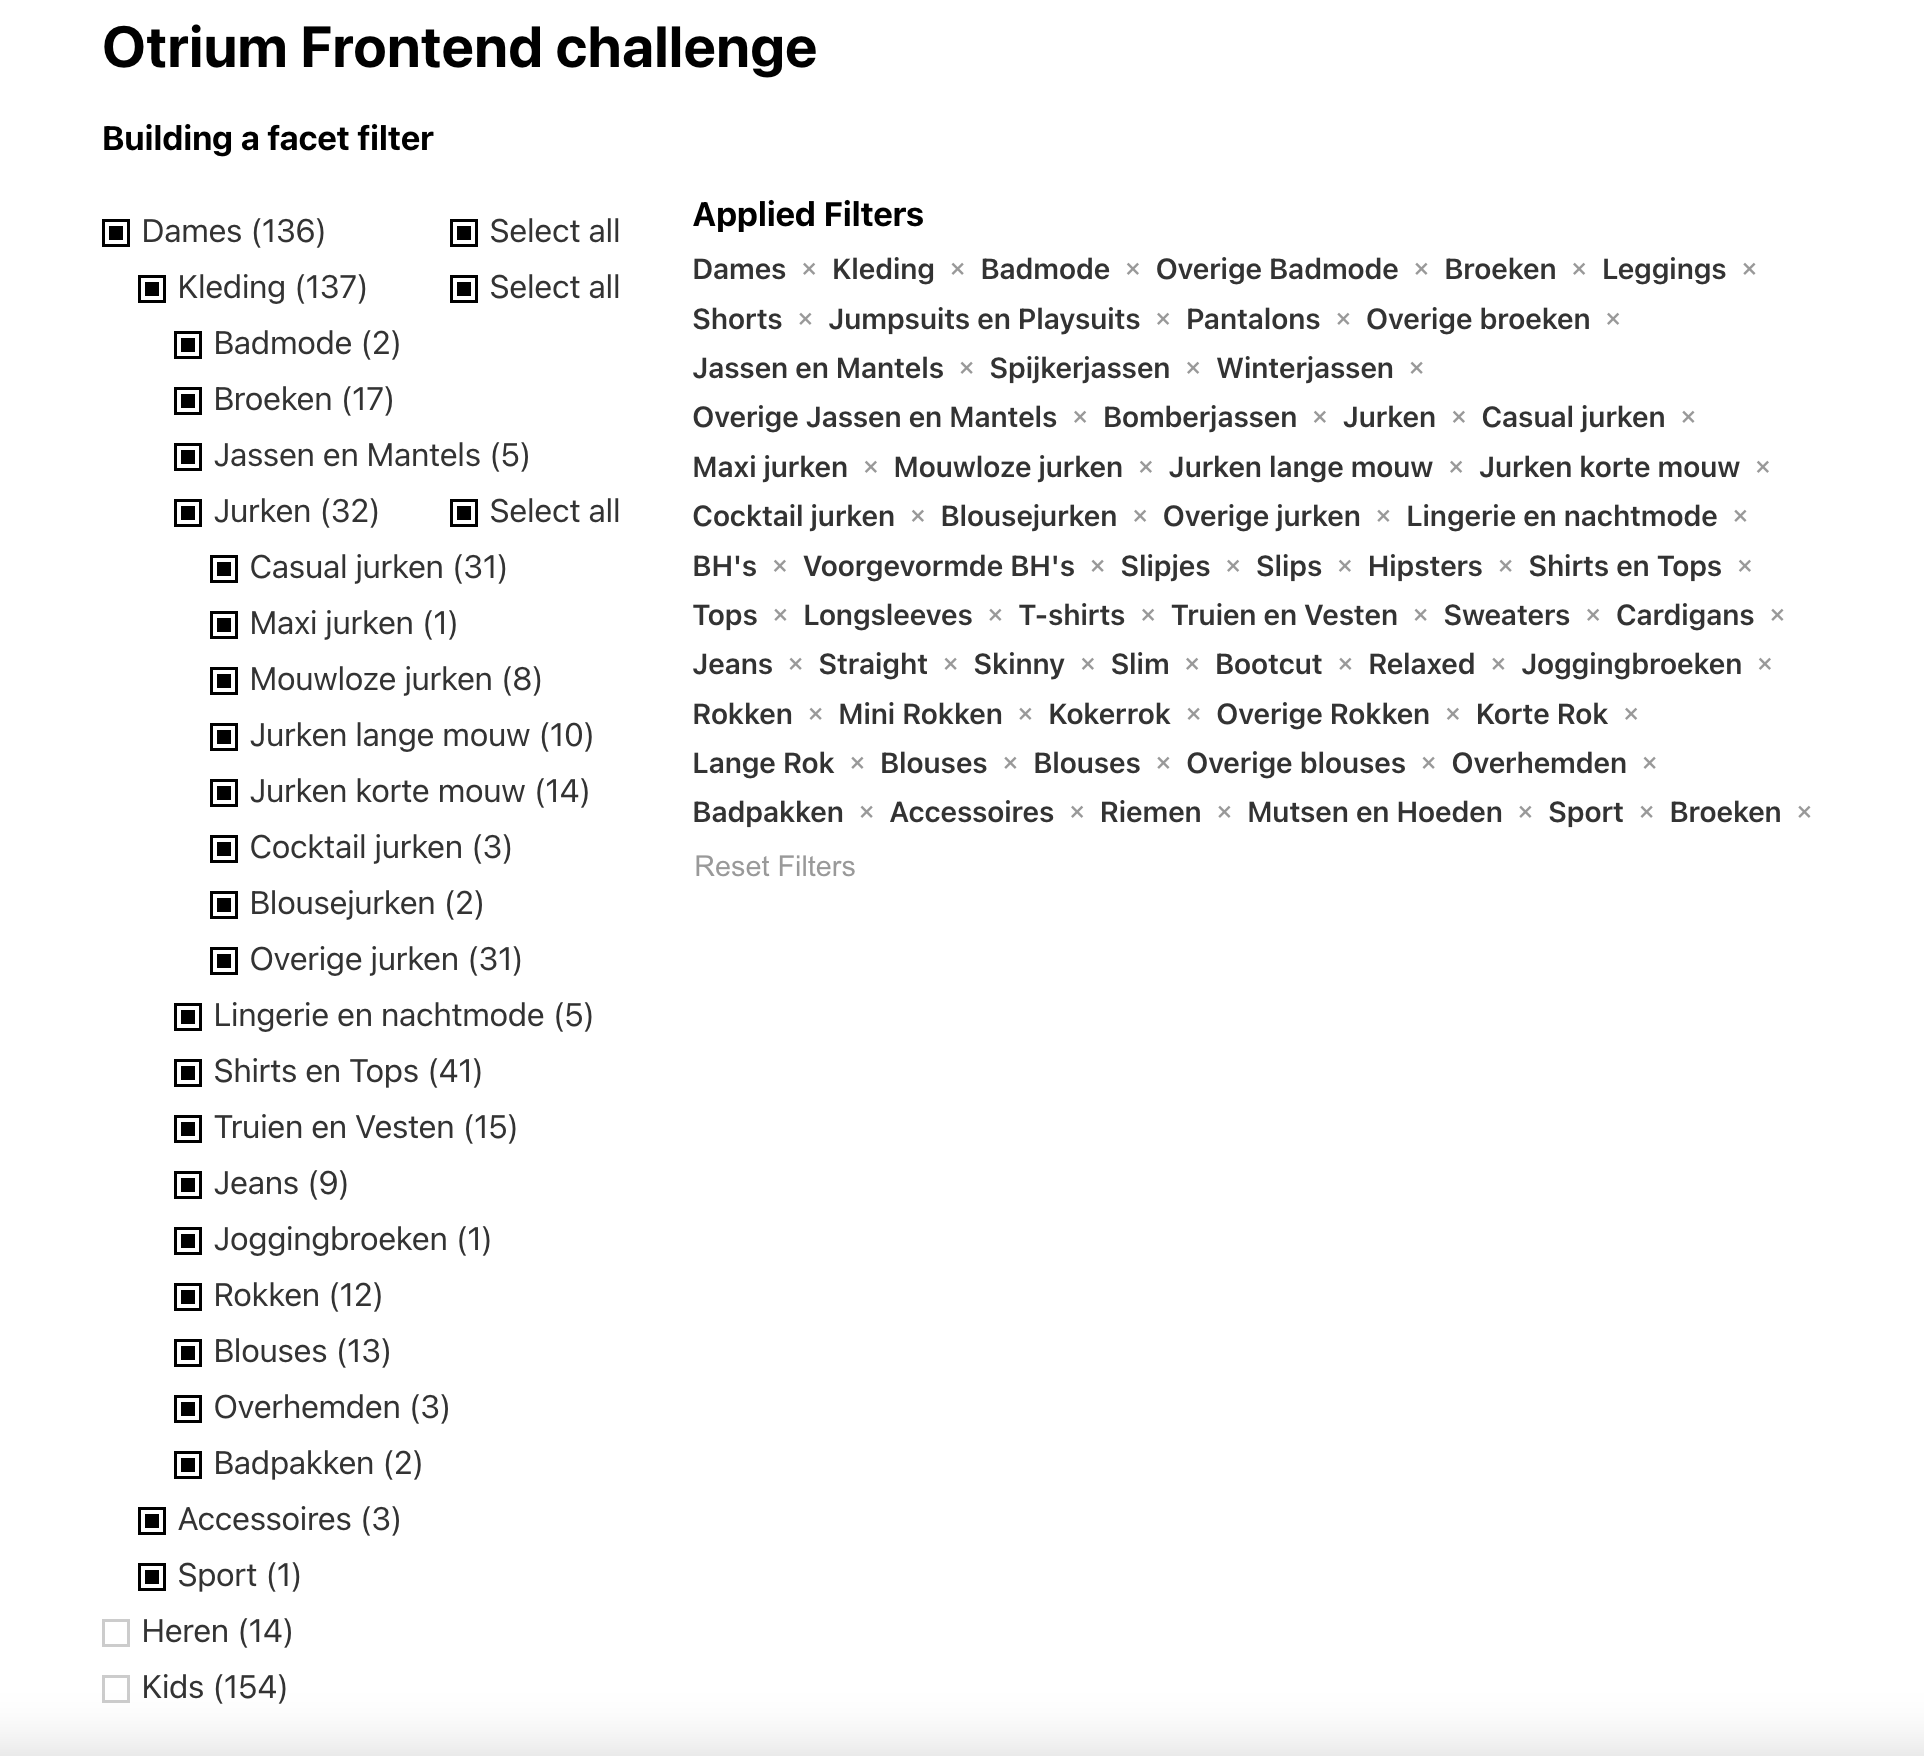 Otrium Frontend challenge
Building a facet filter
Dames (136) Select all
Kleding (137) Select all
Badmode (2)
Broeken (17)
Jassen en Mantels (5)
Jurken (32) Select all
Casual jurken (31)
Maxi jurken (1)
Mouwloze jurken (8)
Jurken lange mouw (10)
Jurken korte mouw (14)
Cocktail jurken (3)
Blousejurken (2)
Overige jurken (31)
Lingerie en nachtmode (5)
Shirts en Tops (41)
Truien en Vesten (15)
Jeans (9)
Joggingbroeken (1)
Rokken (12)
Blouses (13)
Overhemden (3)
Badpakken (2)
Accessoires (3)
Sport (1)
Heren (14)
Kids (154)
Applied Filters
Dames × Kleding × Badmode × Overige Badmode × Broeken × Leggings ×
Shorts × Jumpsuits en Playsuits × Pantalons × Overige broeken ×
Jassen en Mantels × Spijkerjassen × Winterjassen ×
Overige Jassen en Mantels × Bomberjassen × Jurken × Casual jurken ×
Maxi jurken × Mouwloze jurken × Jurken lange mouw × Jurken korte mouw ×
Cocktail jurken × Blousejurken × Overige jurken × Lingerie en nachtmode ×
BH's × Voorgevormde BH's × Slipjes × Slips × Hipsters × Shirts en Tops ×
Tops × Longsleeves × T-shirts × Truien en Vesten × Sweaters × Cardigans ×
Jeans × Straight × Skinny × Slim × Bootcut × Relaxed × Joggingbroeken ×
Rokken × Mini Rokken × Kokerrok × Overige Rokken × Korte Rok ×
Lange Rok × Blouses × Blouses × Overige blouses × Overhemden ×
Badpakken × Accessoires × Riemen × Mutsen en Hoeden × Sport × Broeken ×
Reset Filters